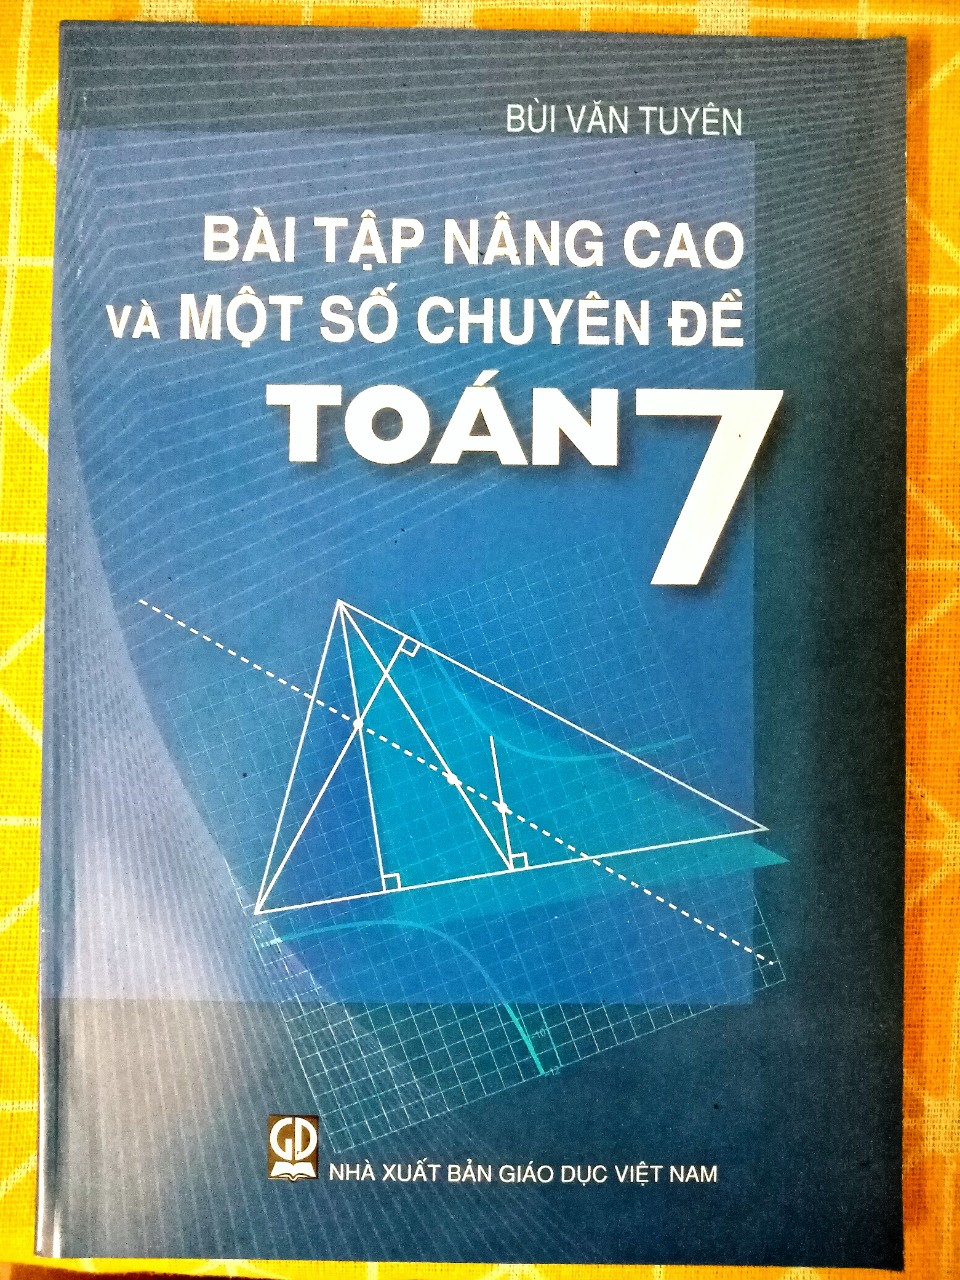 BÙI VĂN TUYÊN
BÀI TẬP NÂNG CAO
VÀ MỘT SỐ CHUYÊN ĐỀ
TOÁN 7
GD
NHÀ XUẤT BẢN GIÁO DỤC VIỆT NAM